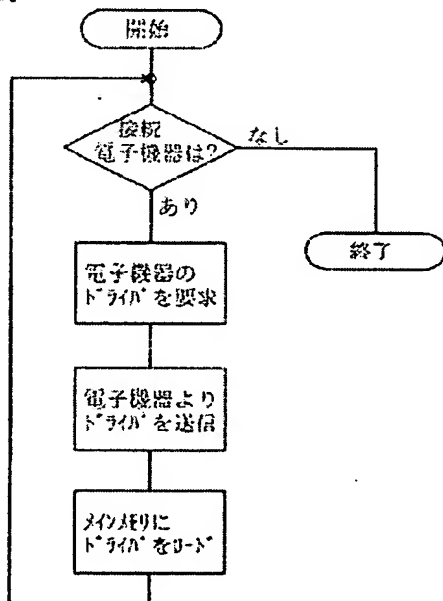 開始
接続
電子機器は?
なし
あり
終了
電子機器の
ドライバを要求
電子機器より
ドライバを送信
メインメモリに
ドライバをロード